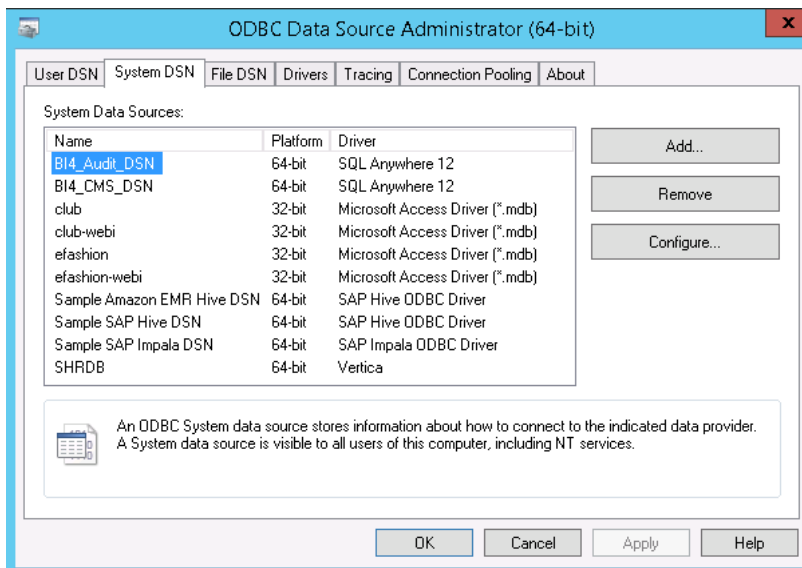 ODBC Data Source Administrator (64-bit)
x
User DSN System DSN File DSN Drivers Tracing Connection Pooling About
System Data Sources:
Name Platform Driver
BI4_Audit_DSN 64-bit SQL Anywhere 12
BI4_CMS_DSN 64-bit SQL Anywhere 12
club 32-bit Microsoft Access Driver (*.mdb)
club-webi 32-bit Microsoft Access Driver (*.mdb)
efashion 32-bit Microsoft Access Driver (*.mdb)
efashion-webi 32-bit Microsoft Access Driver (*.mdb)
Sample Amazon EMR Hive DSN 64-bit SAP Hive ODBC Driver
Sample SAP Hive DSN 64-bit SAP Hive ODBC Driver
Sample SAP Impala DSN 64-bit SAP Impala ODBC Driver
SHRDB 64-bit Vertica
Add...
Remove
Configure...
An ODBC System data source stores information about how to connect to the indicated data provider.
A System data source is visible to all users of this computer, including NT services.
OK Cancel Apply Help